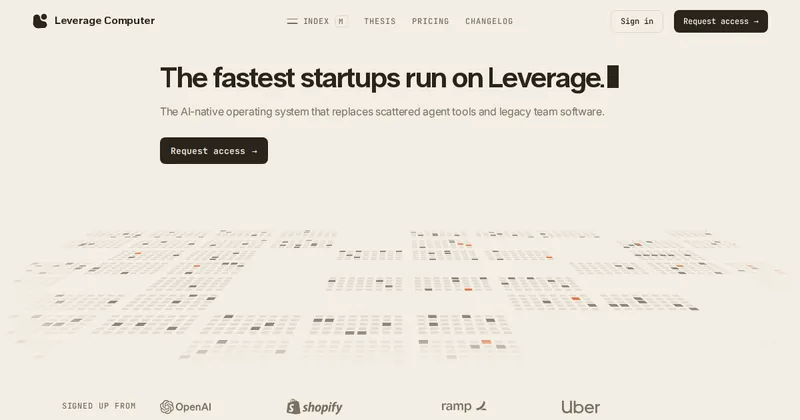 Leverage Computer
INDEX M THESIS PRICING CHANGELOG
Sign in
Request access →
The fastest startups run on Leverage.
The AI-native operating system that replaces scattered agent tools and legacy team software.
Request access →
SIGNED UP FROM
OpenAI
shopify
ramp
Uber